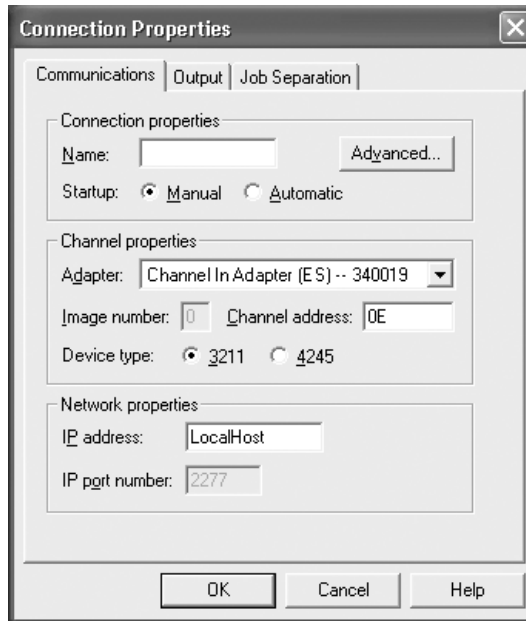 Connection Properties
Communications Output Job Separation
Connection properties
Name: Advanced...
Startup: Manual Automatic
Channel properties
Adapter: Channel In Adapter (ES) -- 340019
Image number: 0 Channel address: 0E
Device type: 3211 4245
Network properties
IP address: LocalHost
IP port number: 2277
OK Cancel Help